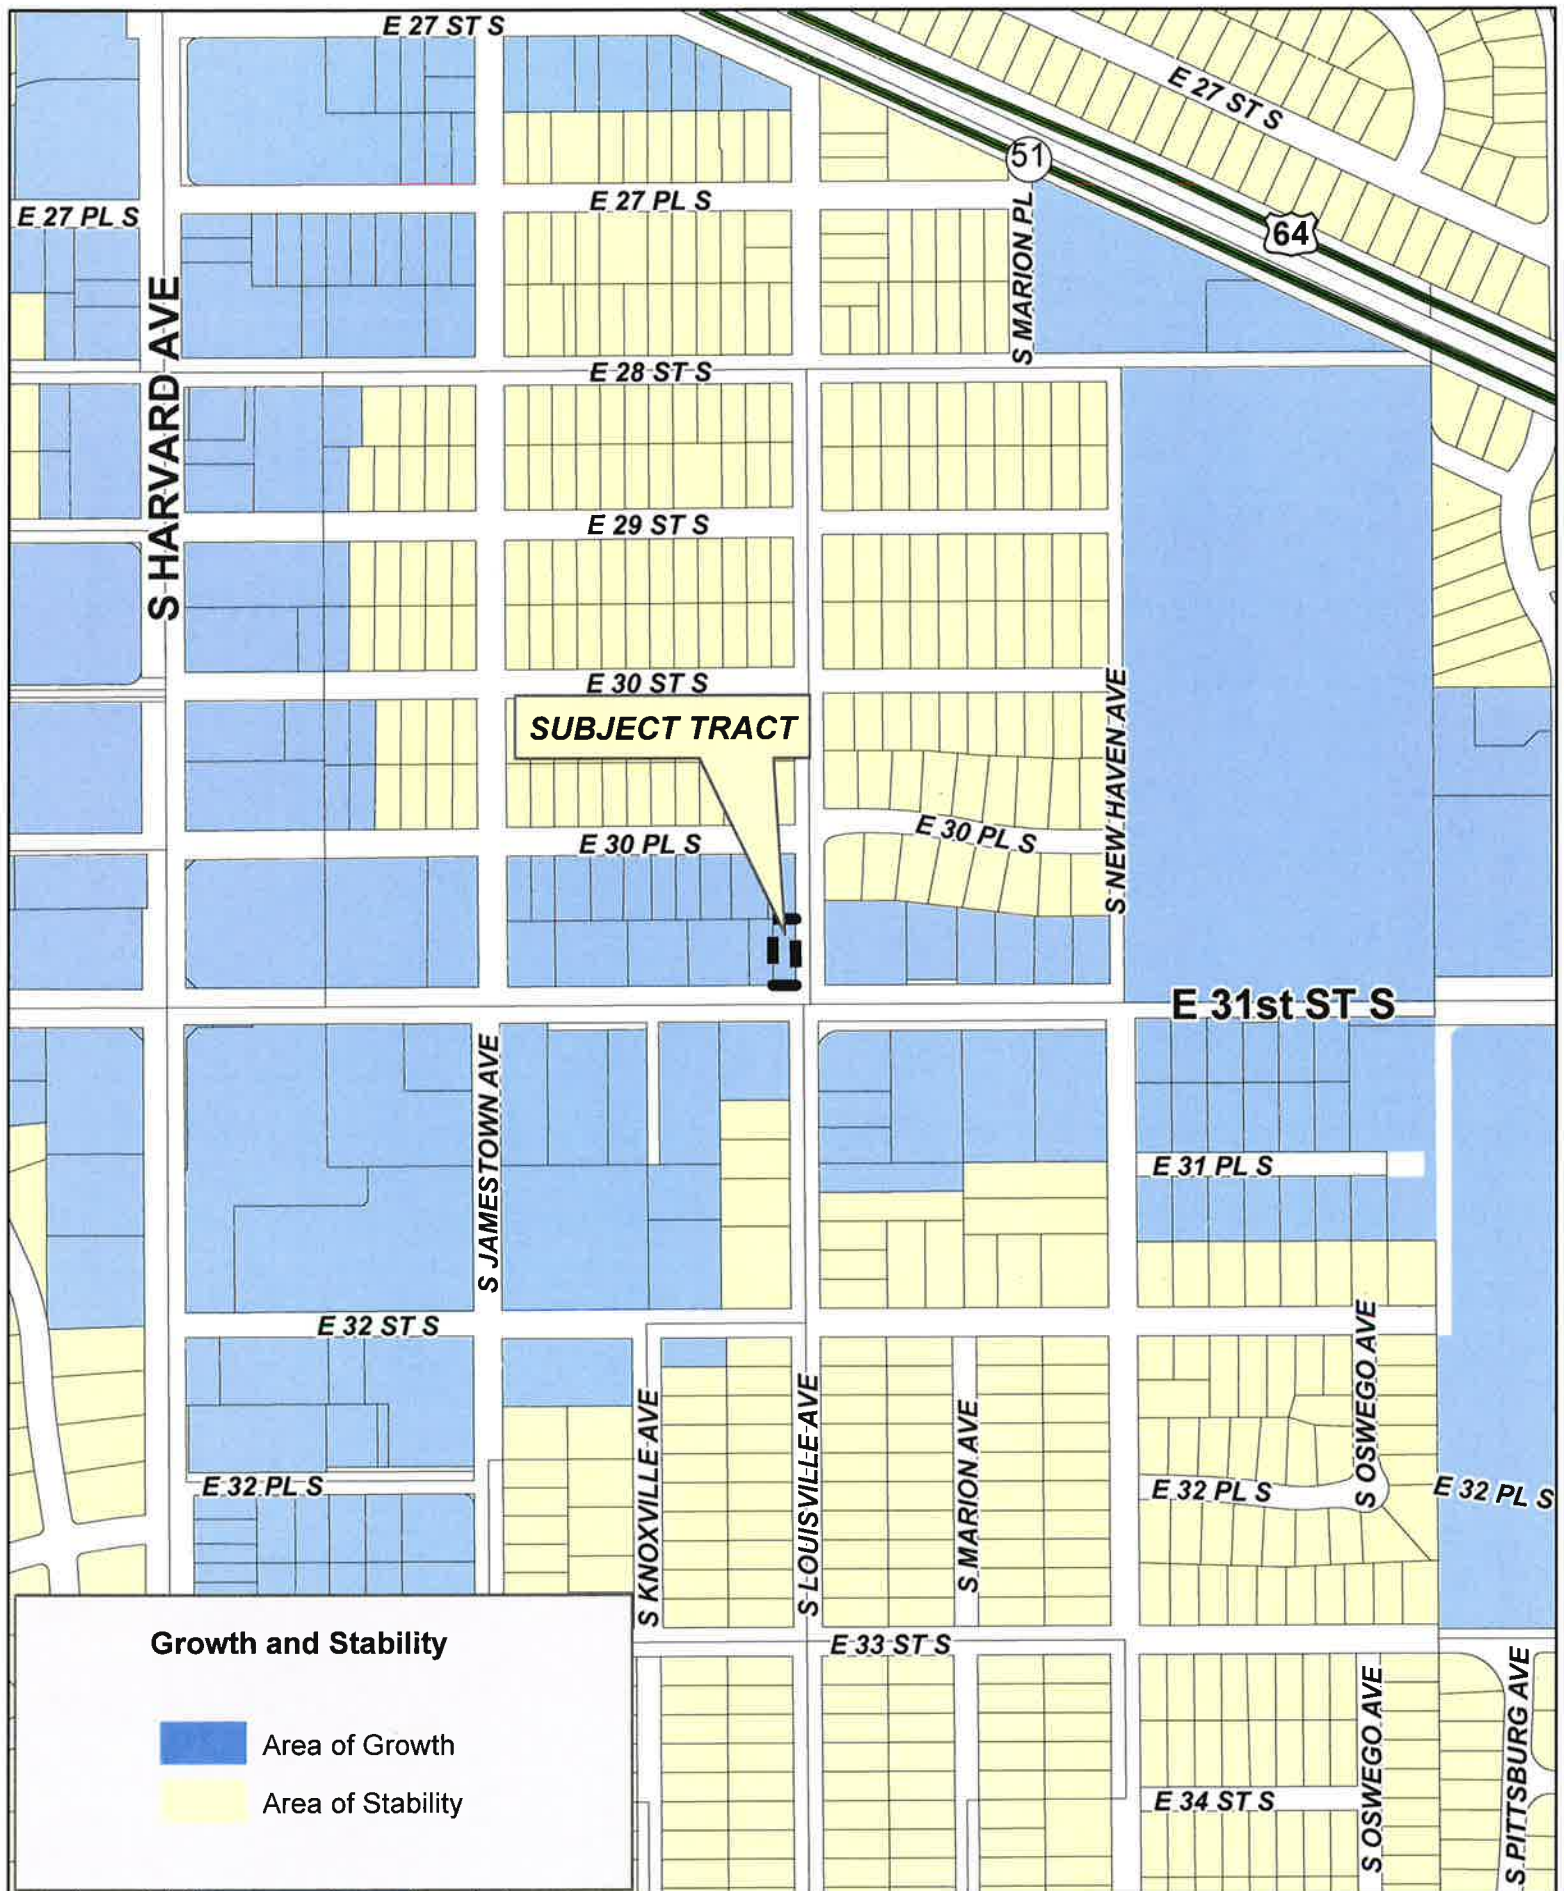 E 27 ST S
E 27 ST S
51
E 27 PL S
E 27 PL S
64
S MARION PL
S HARVARD AVE
E 28 ST S
E 29 ST S
E 30 ST S
SUBJECT TRACT
S NEW HAVEN AVE
E 30 PL S
E 30 PL S
E 31st ST S
S JAMESTOWN AVE
E 31 PL S
E 32 ST S
S OSWEGO AVE
S KNOXVILLE AVE
S LOUISVILLE AVE
S MARION AVE
E 32 PL S
E 32 PL S
E 32 PL S
E 33 ST S
Growth and Stability
Area of Growth
Area of Stability
S OSWEGO AVE
S PITTSBURG AVE
E 34 ST S